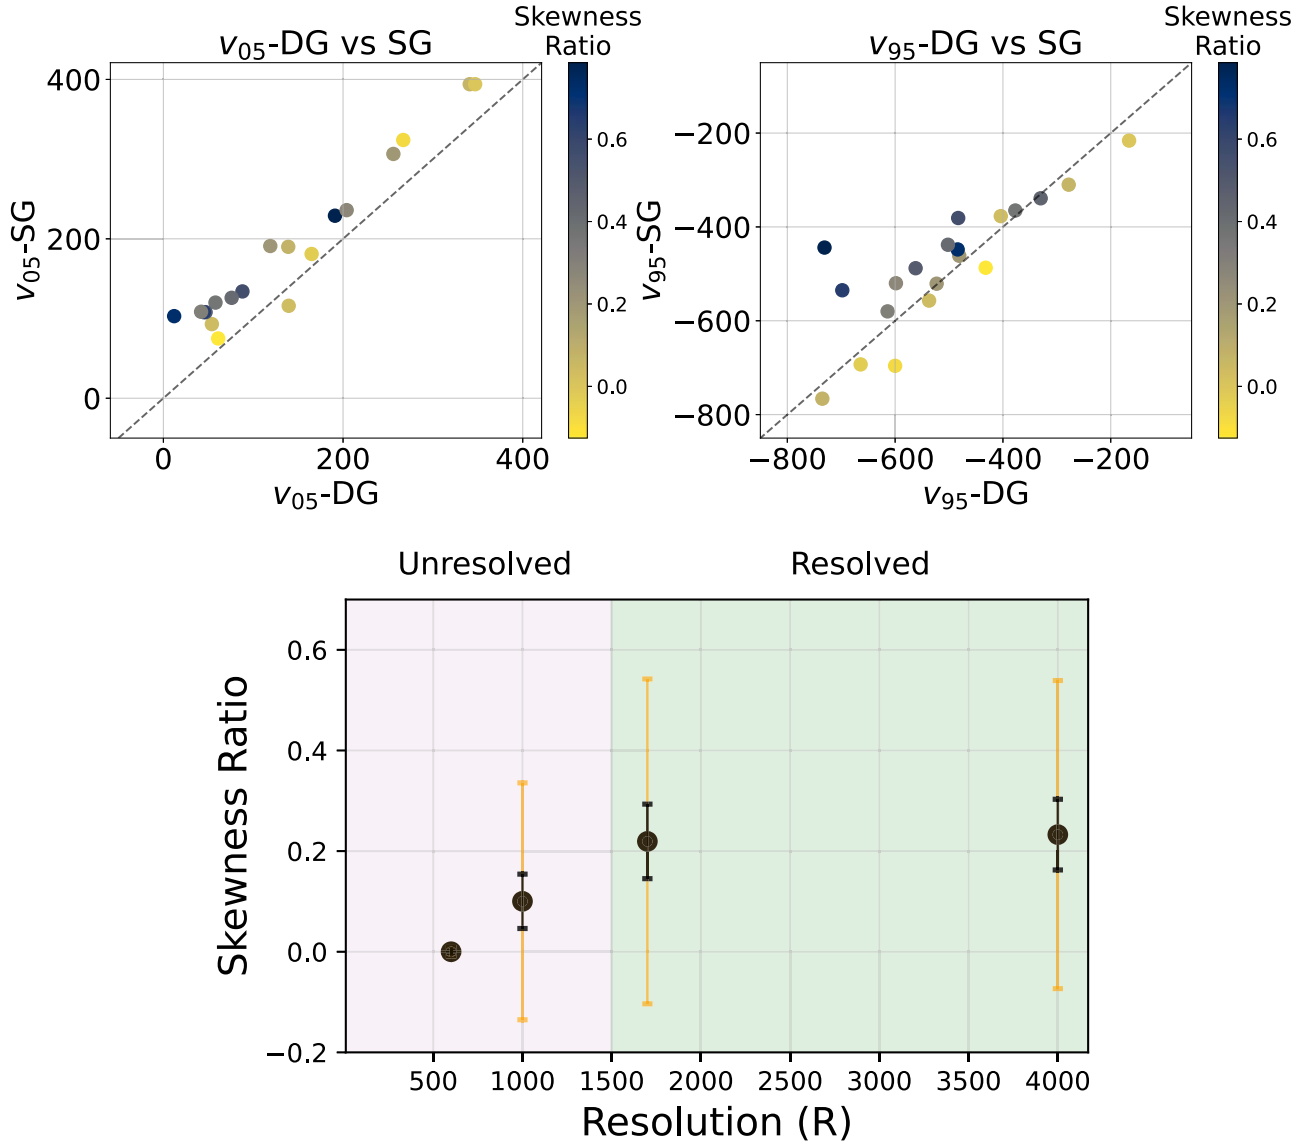 v05-DG vs SG
Skewness
Ratio
400
200
0
v05-SG
0
200
400
v05-DG
0.6
0.4
0.2
0.0
v95-DG vs SG
Skewness
Ratio
−200
−400
−600
−800
v95-SG
−800
−600
−400
−200
v95-DG
0.6
0.4
0.2
0.0
Unresolved
Resolved
0.6
0.4
0.2
0.0
−0.2
Skewness Ratio
500
1000
1500
2000
2500
3000
3500
4000
Resolution (R)